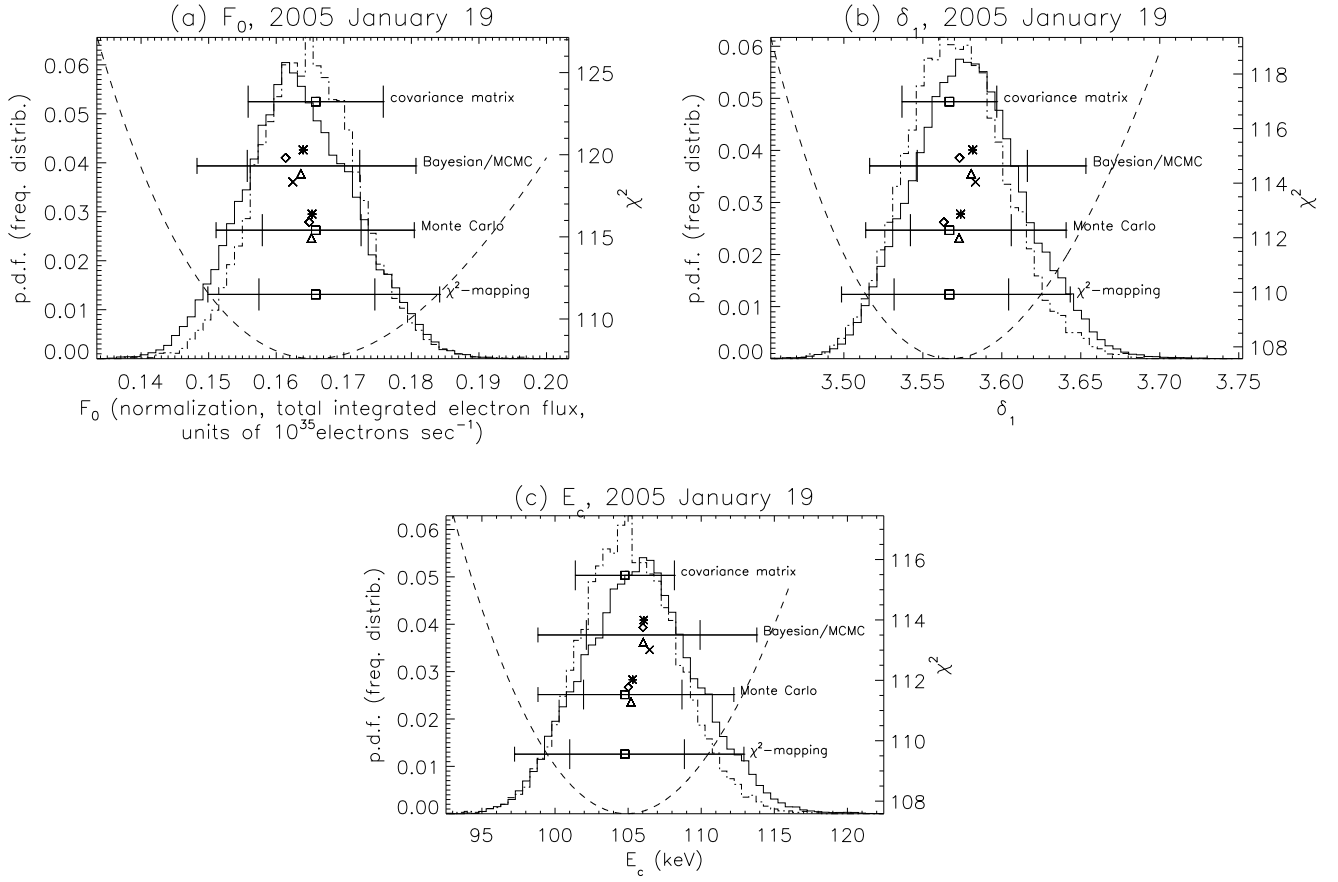 (a) F₀, 2005 January 19
p.d.f. (freq. distrib.)
0.06
0.05
0.04
0.03
0.02
0.01
0.00
125
120
115
110
χ²
covariance matrix
Bayesian/MCMC
Monte Carlo
χ²-mapping
0.14 0.15 0.16 0.17 0.18 0.19 0.20
F₀ (normalization, total integrated electron flux,
units of 10³⁵electrons sec⁻¹)
(b) δ₁, 2005 January 19
p.d.f. (freq. distrib.)
0.06
0.05
0.04
0.03
0.02
0.01
0.00
118
116
114
112
110
108
χ²
covariance matrix
Bayesian/MCMC
Monte Carlo
χ²-mapping
3.50 3.55 3.60 3.65 3.70 3.75
δ₁
(c) E_c, 2005 January 19
p.d.f. (freq. distrib.)
0.06
0.05
0.04
0.03
0.02
0.01
0.00
116
114
112
110
108
χ²
covariance matrix
Bayesian/MCMC
Monte Carlo
χ²-mapping
95 100 105 110 115 120
E_c (keV)